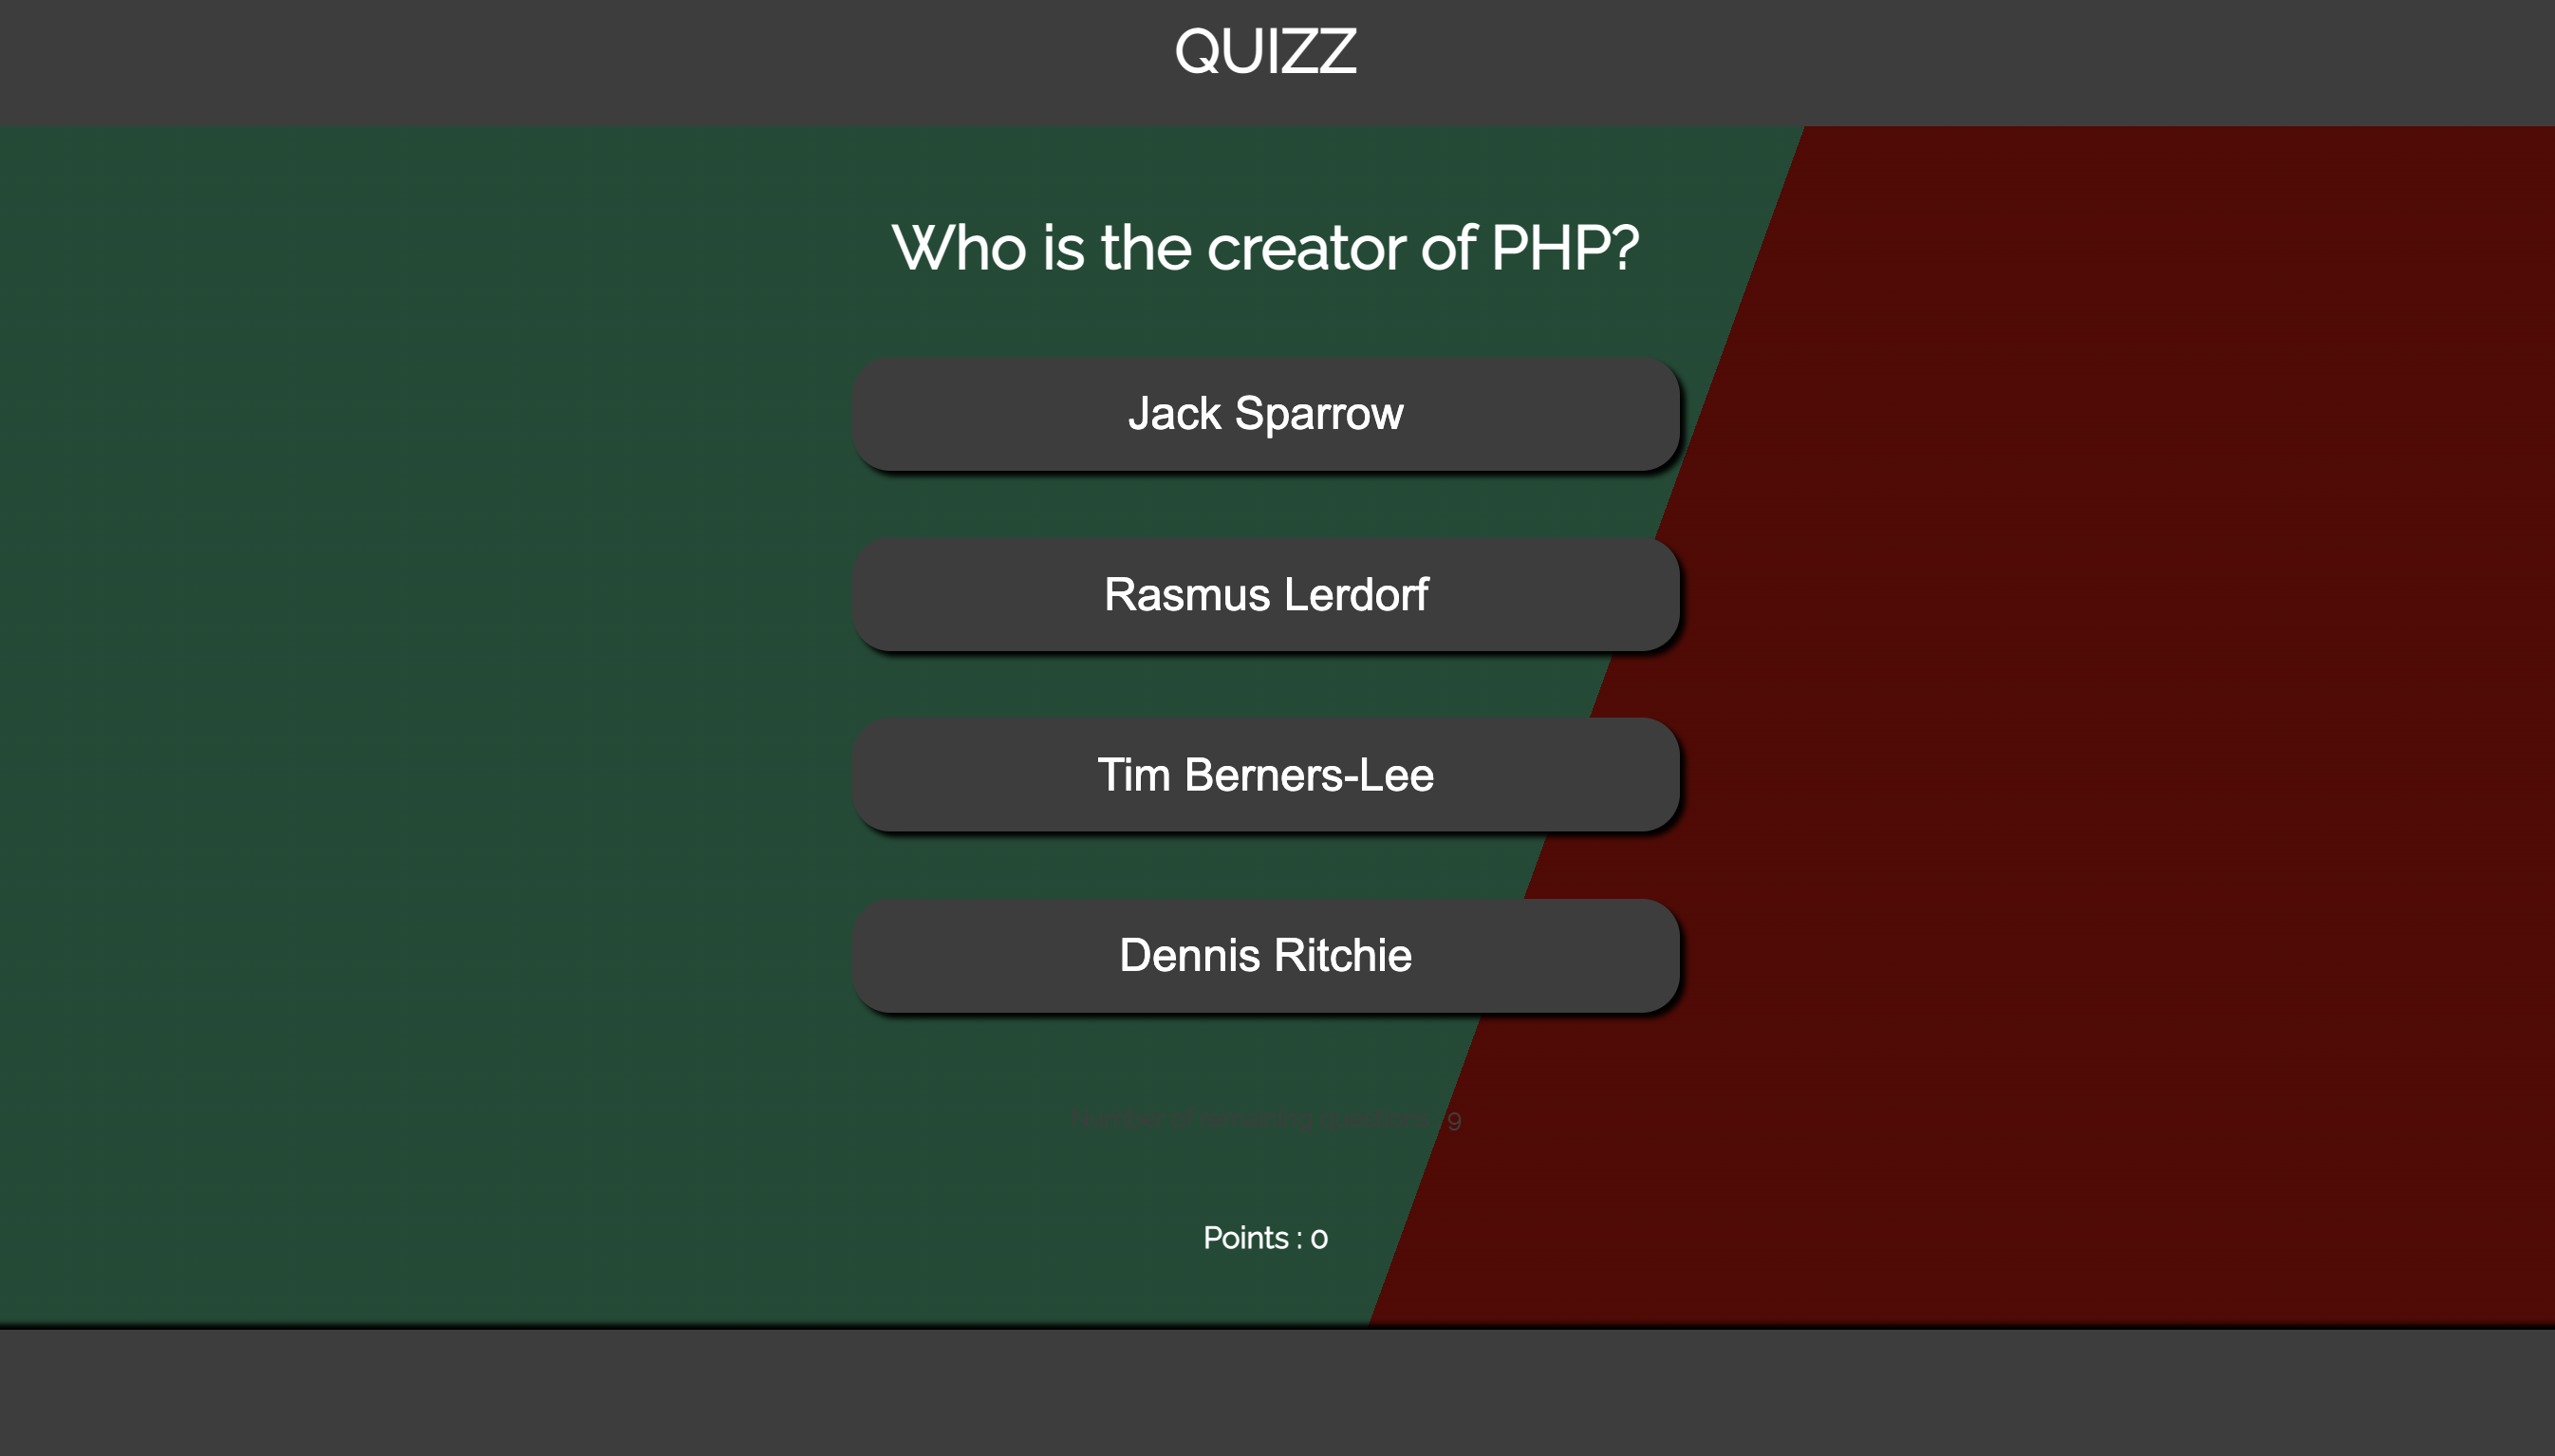 QUIZZ
Who is the creator of PHP?
Jack Sparrow
Rasmus Lerdorf
Tim Berners-Lee
Dennis Ritchie
Number of remaining questions : 9
Points : 0